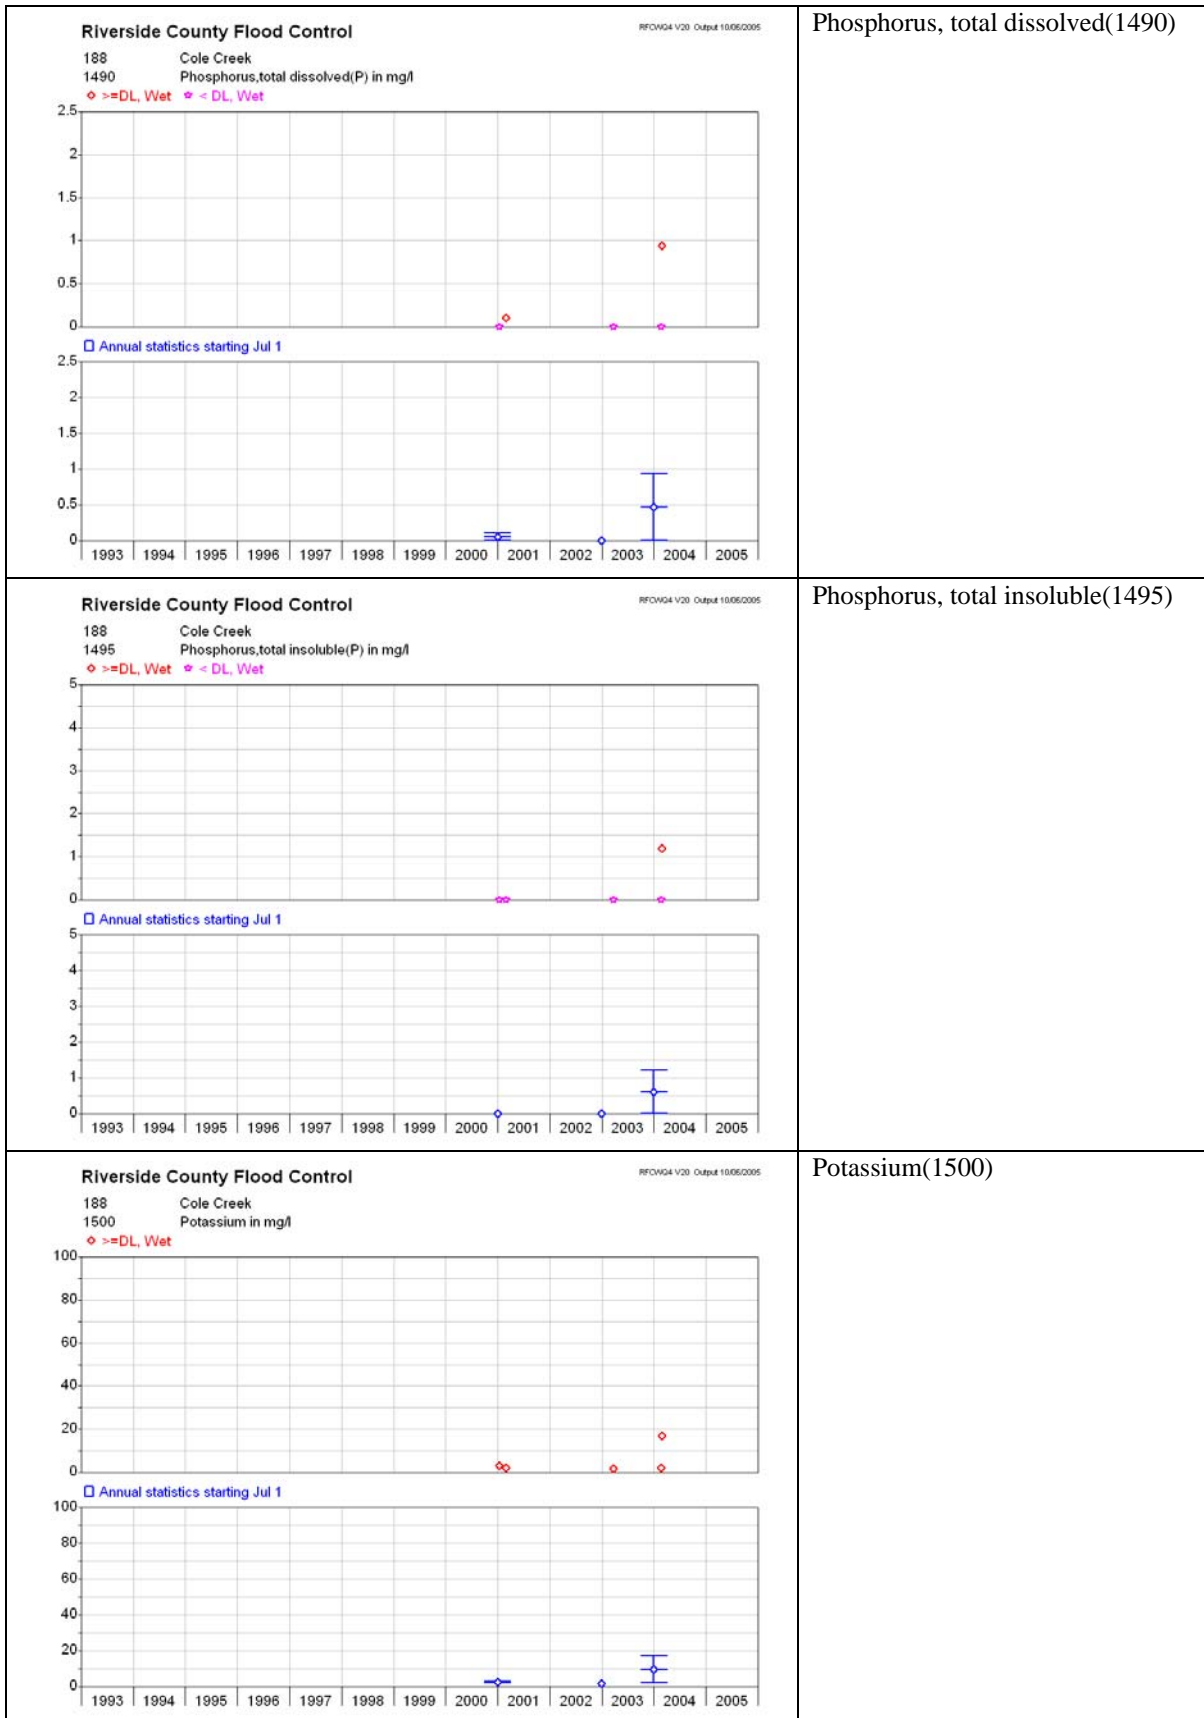 Riverside County Flood Control
RFCWQ4 V20 Output 10/06/2005
188 Cole Creek
1490 Phosphorus,total dissolved(P) in mg/l
>=DL, Wet < DL, Wet
2.5
2
1.5
1
0.5
0
Annual statistics starting Jul 1
2.5
2
1.5
1
0.5
0
1993 1994 1995 1996 1997 1998 1999 2000 2001 2002 2003 2004 2005
Phosphorus, total dissolved(1490)
Riverside County Flood Control
RFCWQ4 V20 Output 10/06/2005
188 Cole Creek
1495 Phosphorus,total insoluble(P) in mg/l
>=DL, Wet < DL, Wet
5
4
3
2
1
0
Annual statistics starting Jul 1
5
4
3
2
1
0
1993 1994 1995 1996 1997 1998 1999 2000 2001 2002 2003 2004 2005
Phosphorus, total insoluble(1495)
Riverside County Flood Control
RFCWQ4 V20 Output 10/06/2005
188 Cole Creek
1500 Potassium in mg/l
>=DL, Wet
100
80
60
40
20
0
Annual statistics starting Jul 1
100
80
60
40
20
0
1993 1994 1995 1996 1997 1998 1999 2000 2001 2002 2003 2004 2005
Potassium(1500)